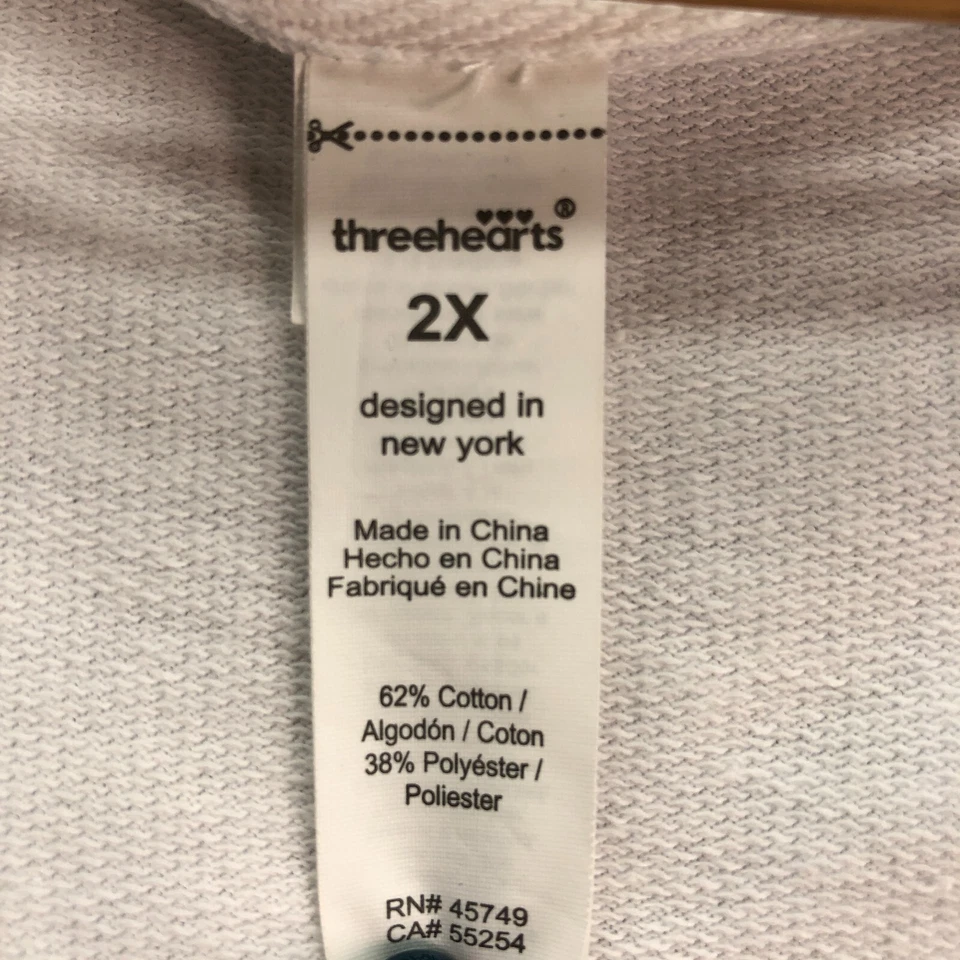 threehearts®
2X
designed in
new york
Made in China
Hecho en China
Fabriqué en Chine
62% Cotton /
Algodón / Coton
38% Polyéster /
Poliester
RN# 45749
CA# 55254